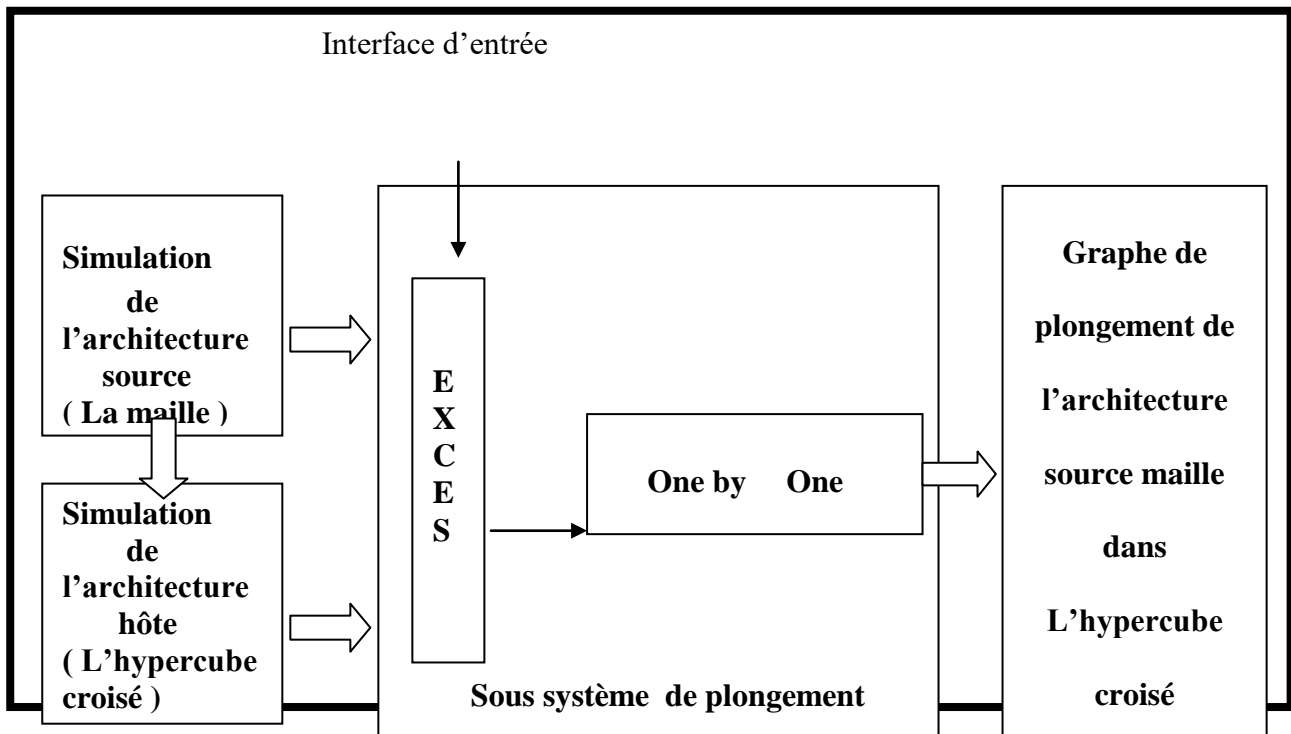 Interface d’entrée
Simulation
de
l’architecture
source
( La maille )
Simulation
de
l’architecture
hôte
( L’hypercube
croisé )
E
X
C
E
S
One by One
Sous système de plongement
Graphe de
plongement de
l’architecture
source maille
dans
L’hypercube
croisé